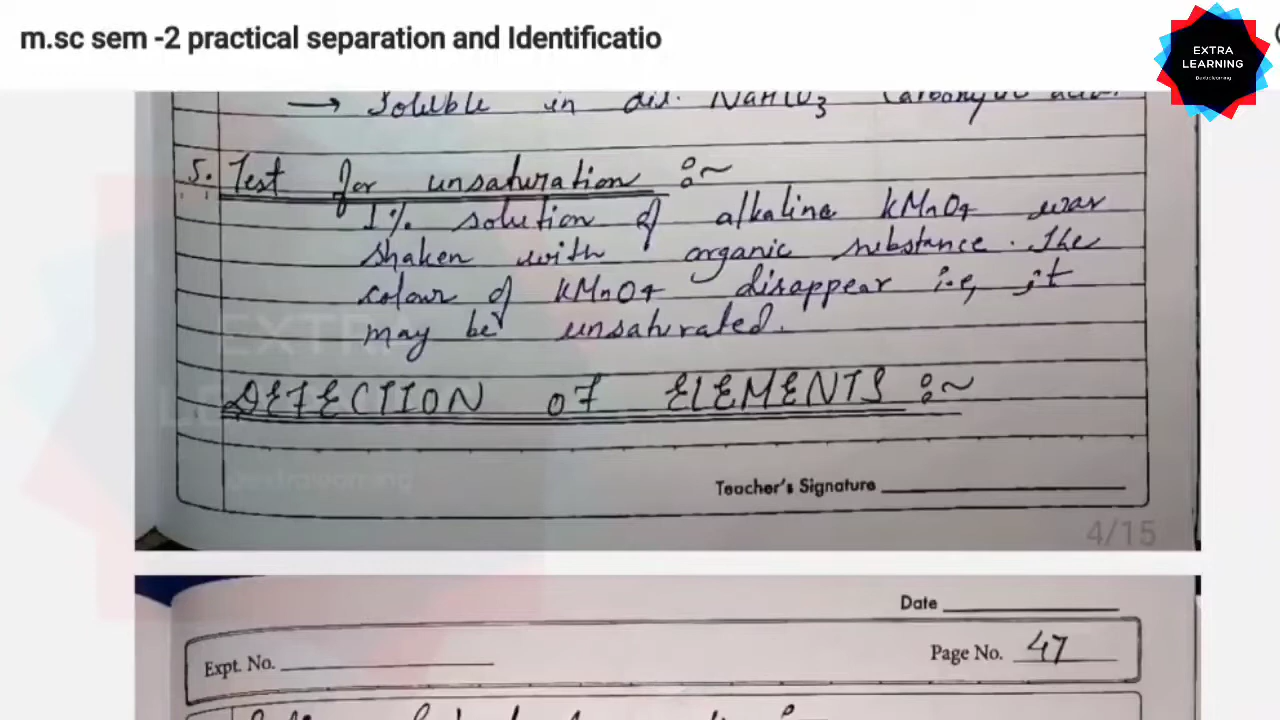 m.sc sem -2 practical separation and Identificatio
EXTRA
LEARNING
→ Soluble in dil. NaHCO3
5. Test for unsaturation :~
1% solution of alkaline KMnO4 was
shaken with organic substance. The
colour of KMnO4 disappear i.e, it
may be unsaturated.
DETECTION OF ELEMENTS :~
Teacher's Signature
4/15
Date
Expt. No.
Page No. 47